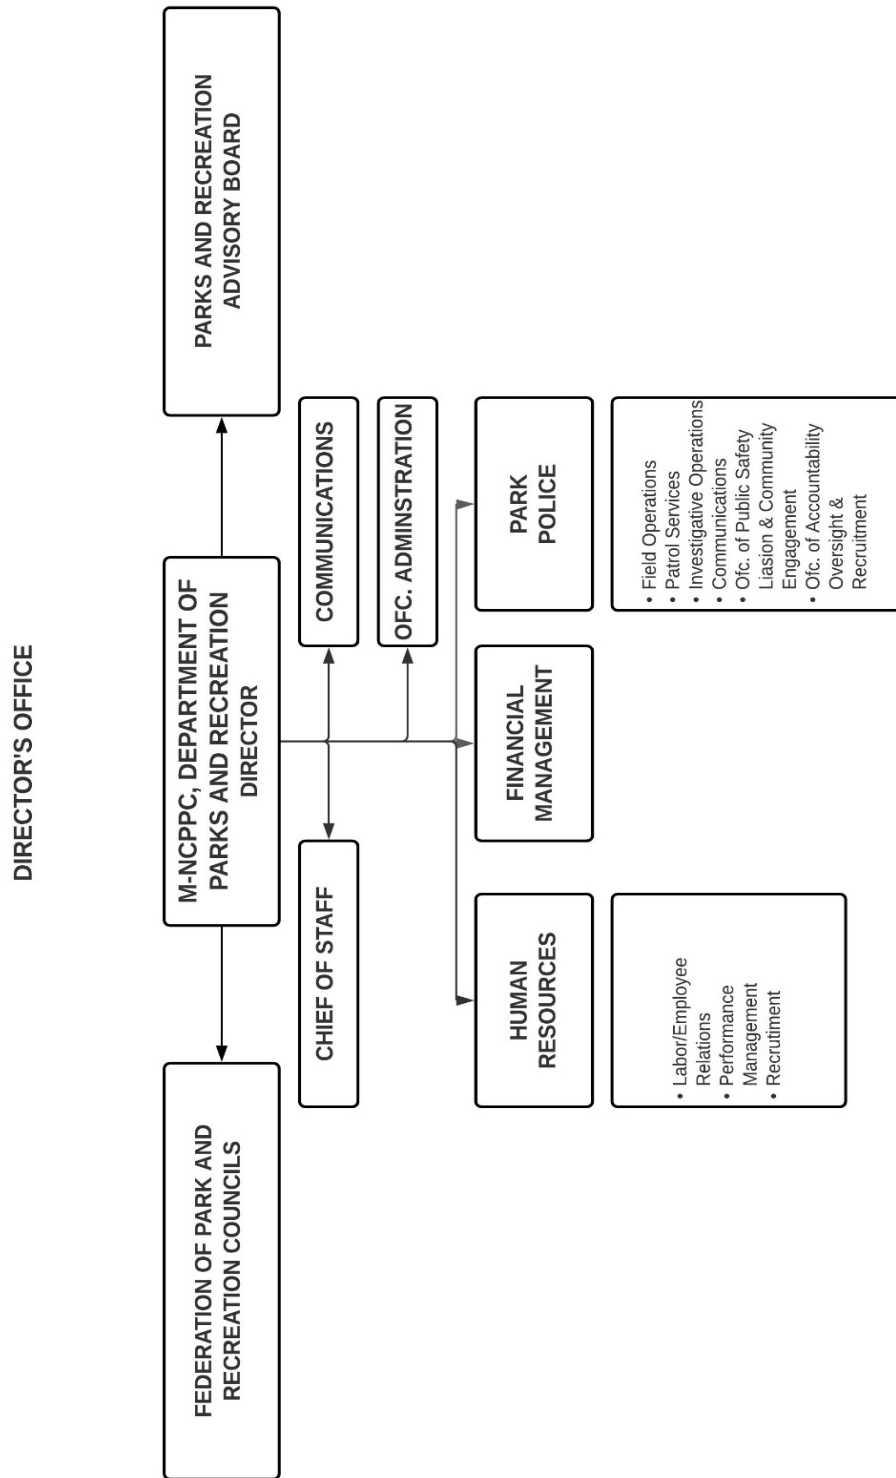 DIRECTOR'S OFFICE
FEDERATION OF PARK AND
RECREATION COUNCILS
M-NCPPC, DEPARTMENT OF
PARKS AND RECREATION
DIRECTOR
PARKS AND RECREATION
ADVISORY BOARD
CHIEF OF STAFF
COMMUNICATIONS
OFC. ADMINSTRATION
HUMAN
RESOURCES
FINANCIAL
MANAGEMENT
PARK
POLICE
• Labor/Employee
Relations
• Performance
Management
• Recrutiment
• Field Operations
• Patrol Services
• Investigative Operations
• Communications
• Ofc. of Public Safety
Liasion & Community
Engagement
• Ofc. of Accountability
Oversight &
Recruitment